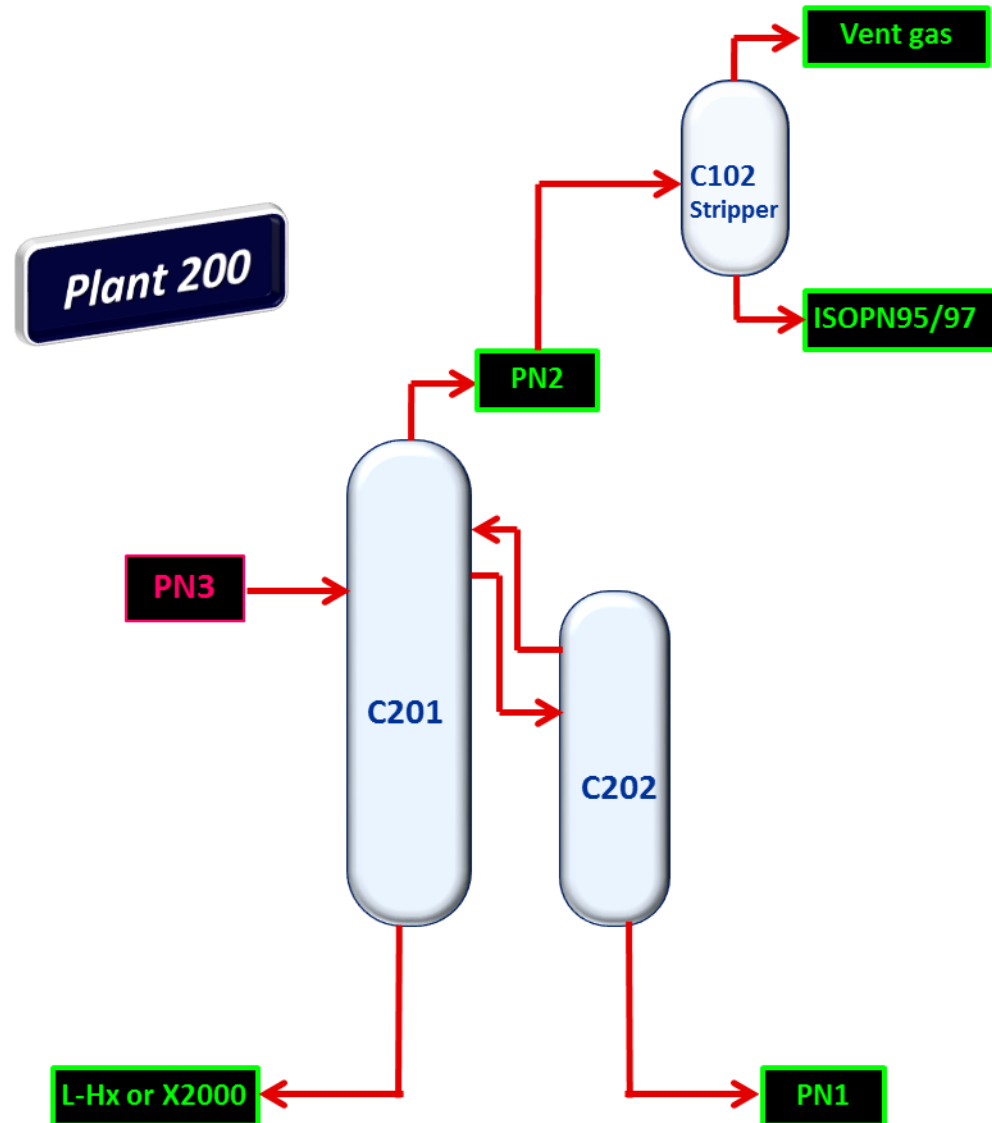 Vent gas
C102
Stripper
Plant 200
ISOPN95/97
PN2
PN3
C201
C202
L-Hx or X2000
PN1